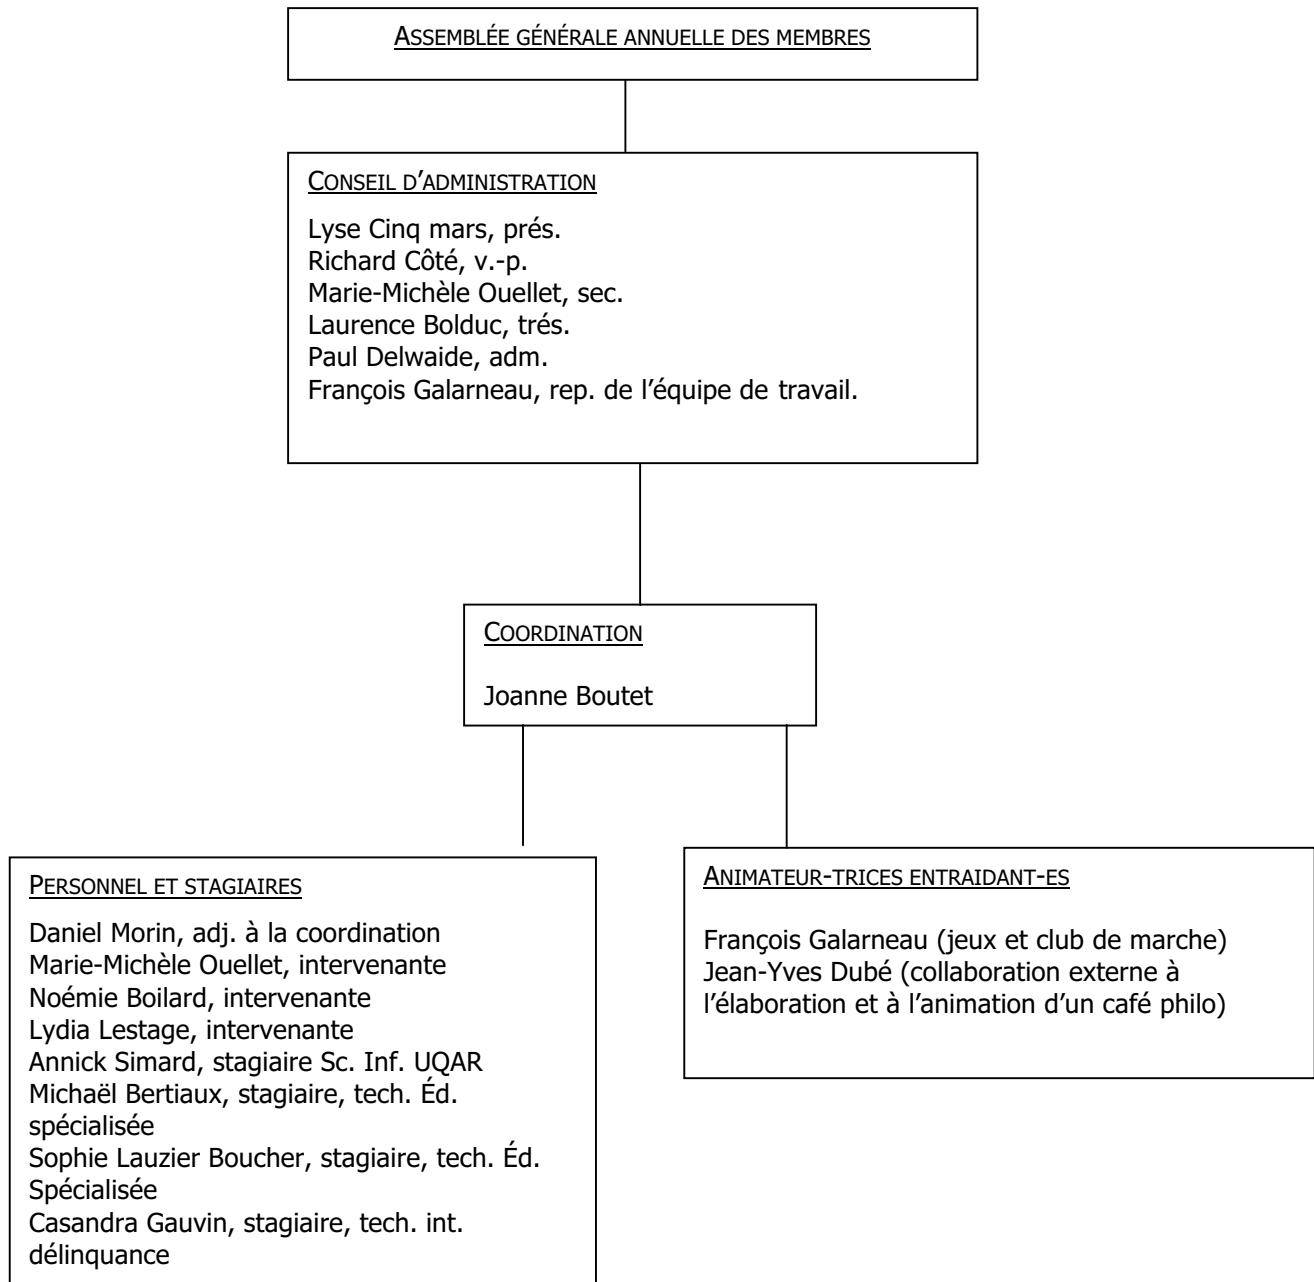 ASSEMBLÉE GÉNÉRALE ANNUELLE DES MEMBRES
CONSEIL D'ADMINISTRATION
Lyse Cinq mars, prés.
Richard Côté, v.-p.
Marie-Michèle Ouellet, sec.
Laurence Bolduc, trés.
Paul Delwaide, adm.
François Galarneau, rep. de l'équipe de travail.
COORDINATION
Joanne Boutet
PERSONNEL ET STAGIAIRES
Daniel Morin, adj. à la coordination
Marie-Michèle Ouellet, intervenante
Noémie Boilard, intervenante
Lydia Lestage, intervenante
Annick Simard, stagiaire Sc. Inf. UQAR
Michaël Bertiaux, stagiaire, tech. Éd.
spécialisée
Sophie Lauzier Boucher, stagiaire, tech. Éd.
Spécialisée
Casandra Gauvin, stagiaire, tech. int.
délinquance
ANIMATEUR-TRICES ENTRAIDANT-ES
François Galarneau (jeux et club de marche)
Jean-Yves Dubé (collaboration externe à
l'élaboration et à l'animation d'un café philo)